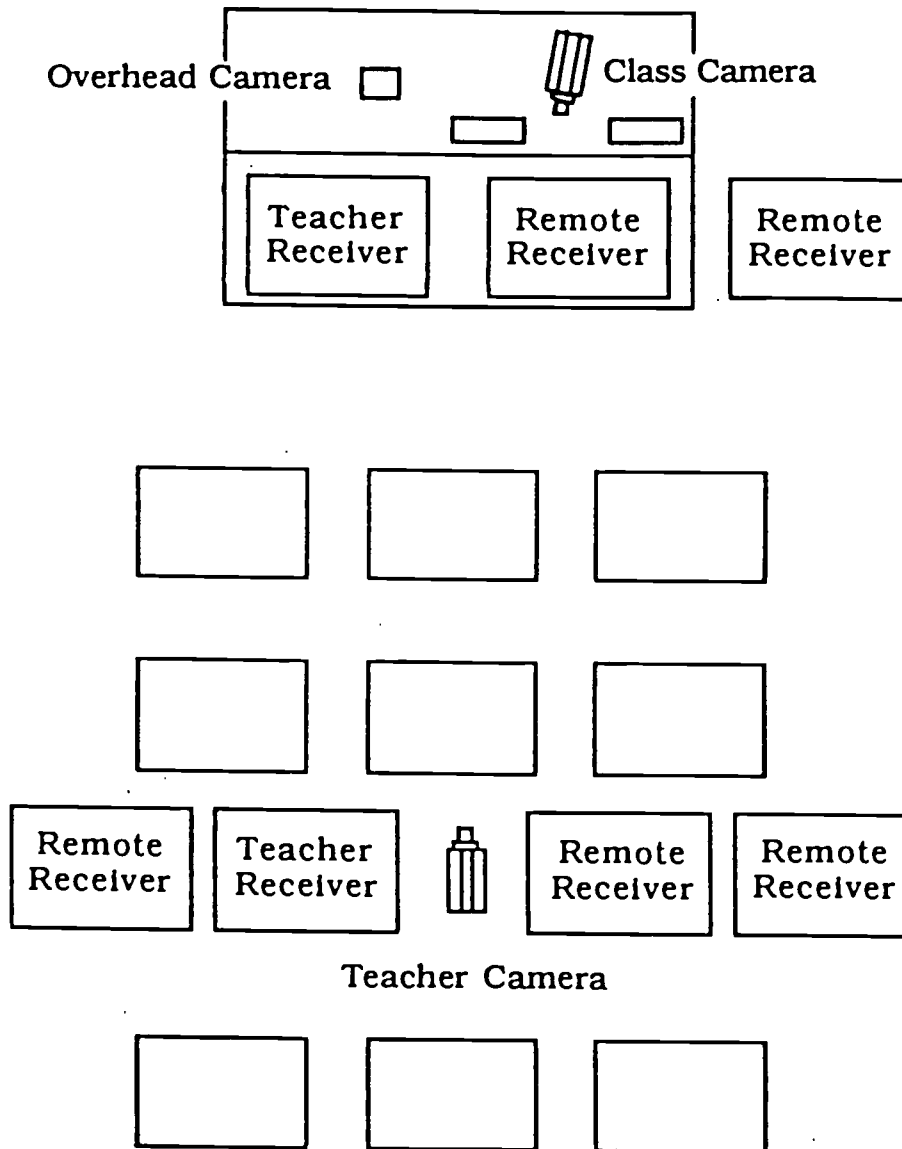 Overhead Camera
Class Camera
Teacher
Receiver
Remote
Receiver
Remote
Receiver
Remote
Receiver
Teacher
Receiver
Remote
Receiver
Remote
Receiver
Teacher Camera